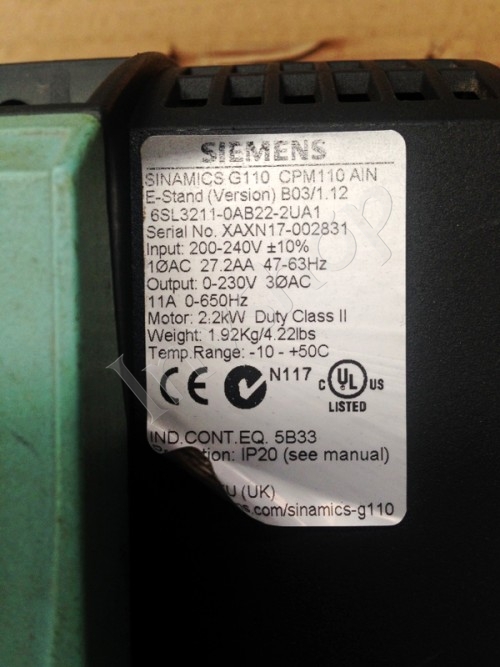 SIEMENS
SINAMICS G110 CPM110 AIN
E-Stand (Version) B03/1.12
6SL3211-0AB22-2UA1
Serial No. XAXN17-002831
Input: 200-240V ±10%
1ØAC 27.2AA 47-63Hz
Output: 0-230V 3ØAC
11A 0-650Hz
Motor: 2.2kW Duty Class II
Weight: 1.92Kg/4.22lbs
Temp.Range: -10 - +50C
CE N117 C UL US
LISTED
IND.CONT.EQ. 5B33
IP20 (see manual)
(UK)
.com/sinamics-g110